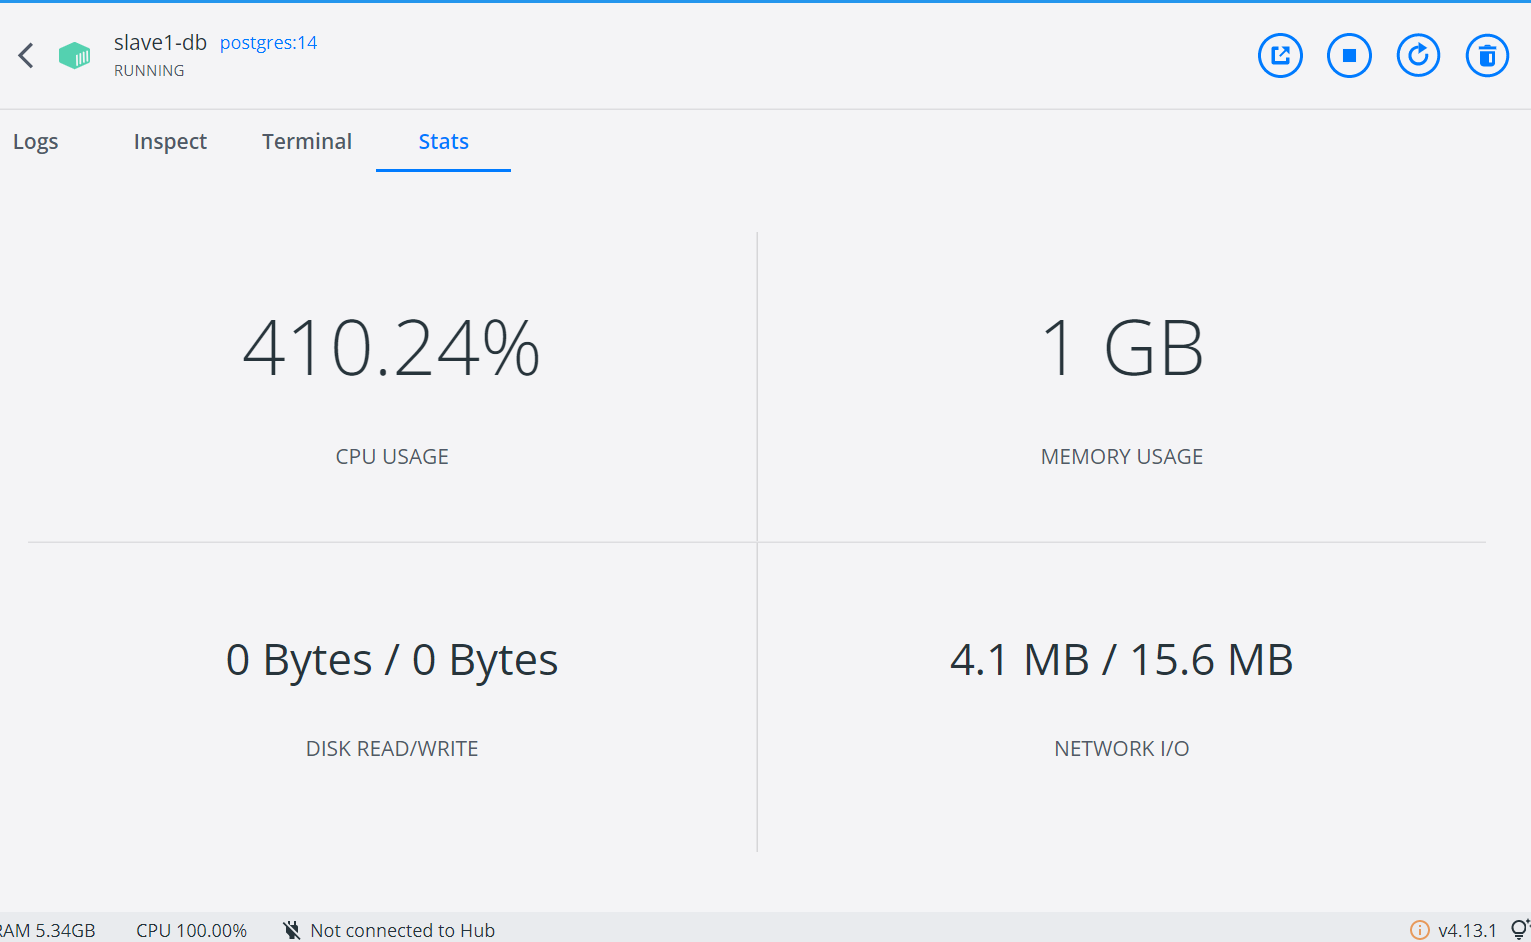 slave1-db postgres:14
RUNNING
Logs Inspect Terminal Stats
410.24% 1 GB
CPU USAGE MEMORY USAGE
0 Bytes / 0 Bytes 4.1 MB / 15.6 MB
DISK READ/WRITE NETWORK I/O
RAM 5.34GB CPU 100.00% Not connected to Hub v4.13.1